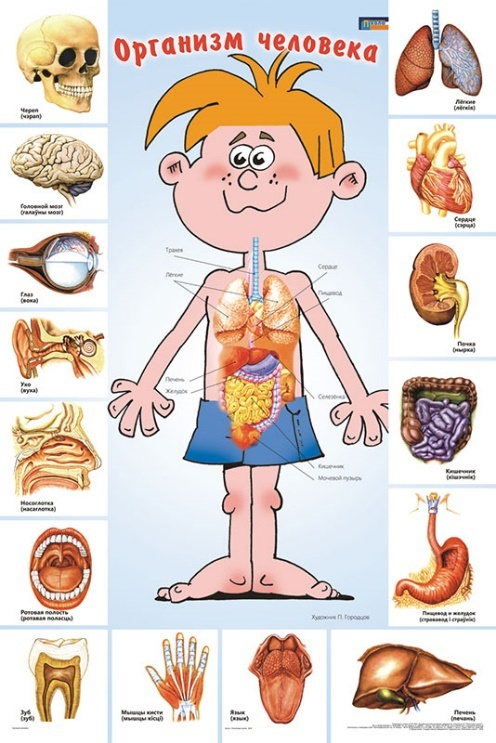 Организм человека
Череп
(чэрап)
Головной мозг
(галаўны мозг)
Глаз
(вока)
Ухо
(вуха)
Носоглотка
(насаглотка)
Ротовая полость
(ротавая поласць)
Зуб
(зуб)
Трахея
Лёгкие
Печень
Желудок
Сердце
Пищевод
Селезёнка
Кишечник
Мочевой пузырь
Художник П. Городцов
Лёгкие
(лёгкія)
Сердце
(сэрца)
Почка
(нырка)
Кишечник
(кішэчнік)
Пищевод и желудок
(стрававод і страўнік)
Мышцы кисти
(мышцы кісці)
Язык
(язык)
Печень
(печань)